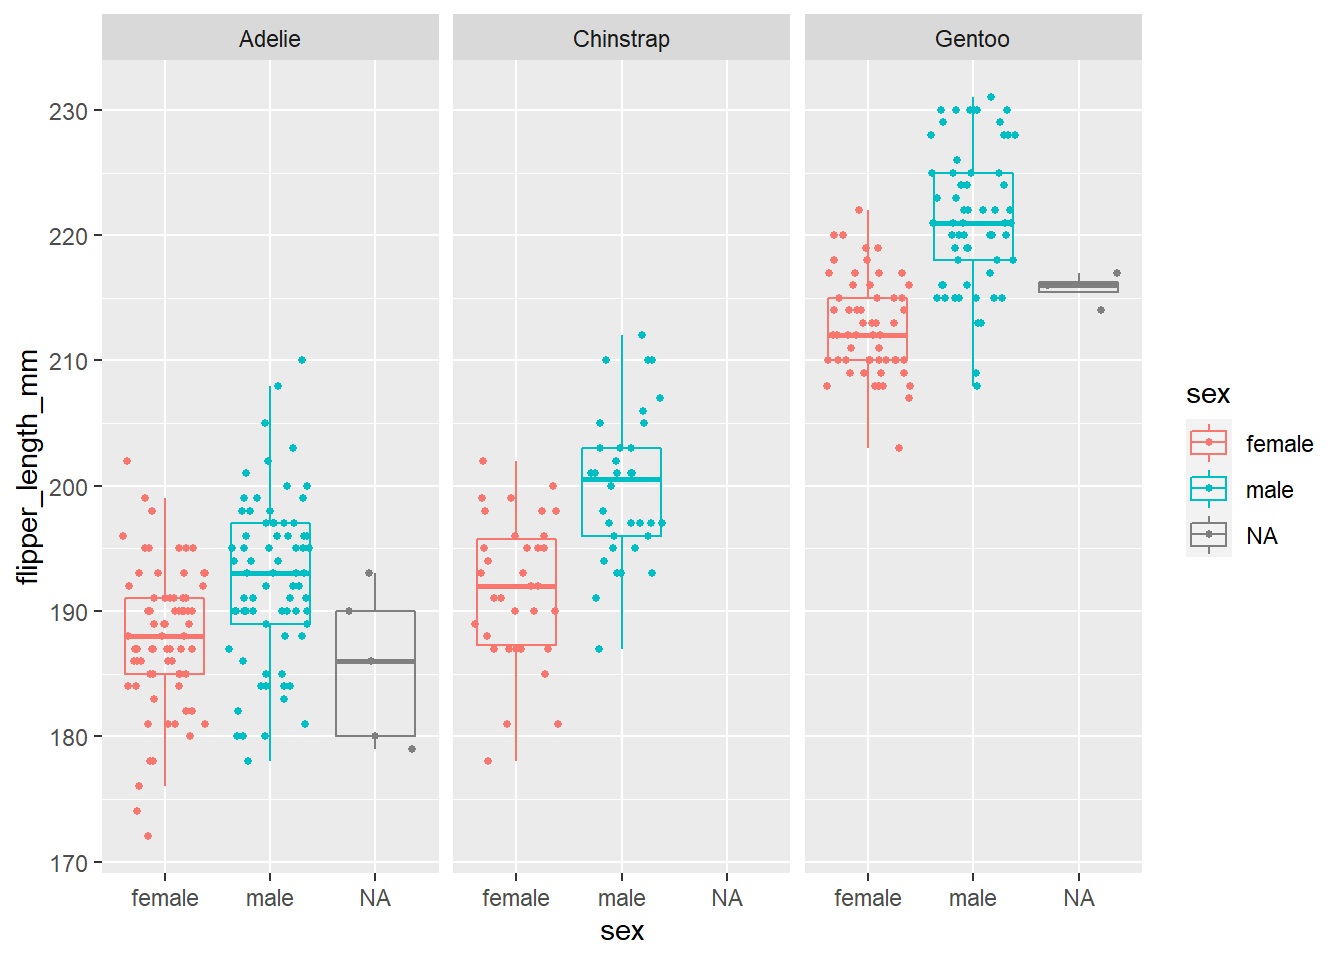 Adelie
Chinstrap
Gentoo
flipper_length_mm
230
220
210
200
190
180
170
female
male
NA
female
male
NA
female
male
NA
sex
sex
female
male
NA